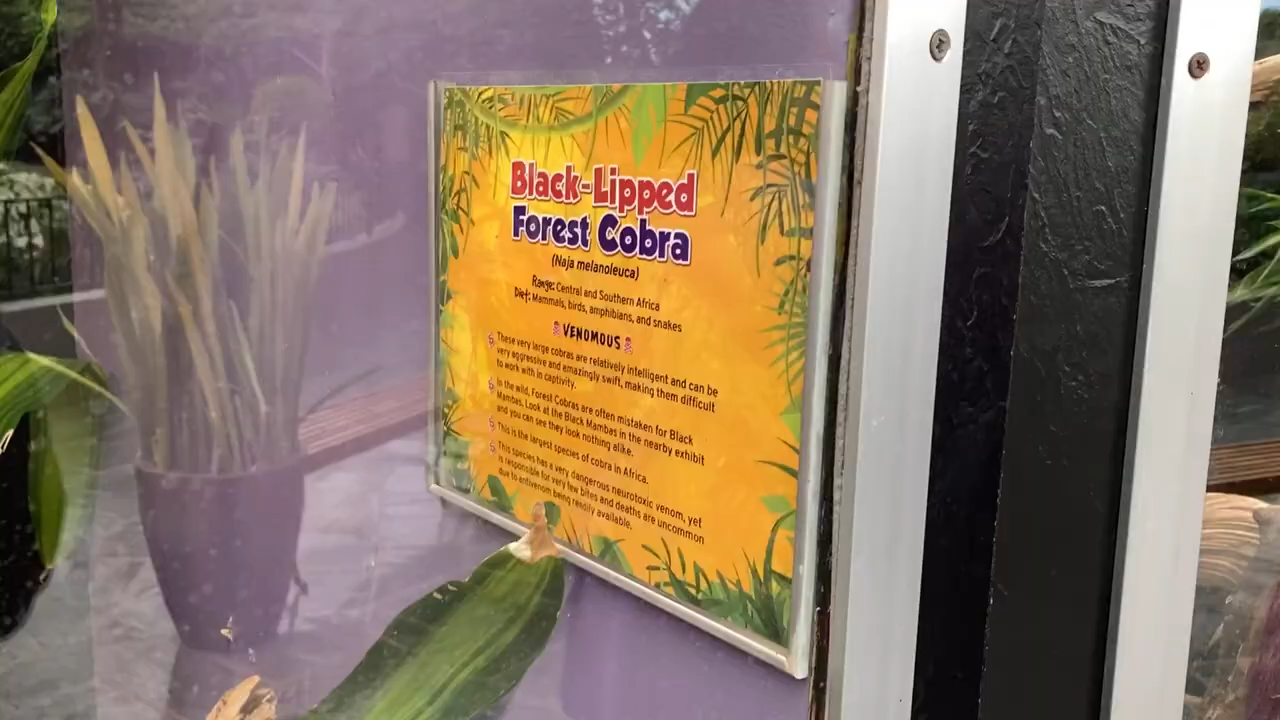 Black-Lipped
Forest Cobra
(Naja melanoleuca)
Range: Central and Southern Africa
Diet: Mammals, birds, amphibians, and snakes
VENOMOUS
These very large cobras are relatively intelligent and can be
very aggressive and amazingly swift, making them difficult
to work with in captivity.
In the wild, Forest Cobras are often mistaken for Black
Mambas. Look at the Black Mambas in the nearby exhibit
and you can see they look nothing alike.
This is the largest species of cobra in Africa.
This species has a very dangerous neurotoxic venom, yet
is responsible for very few bites and deaths are uncommon
due to antivenom being readily available.